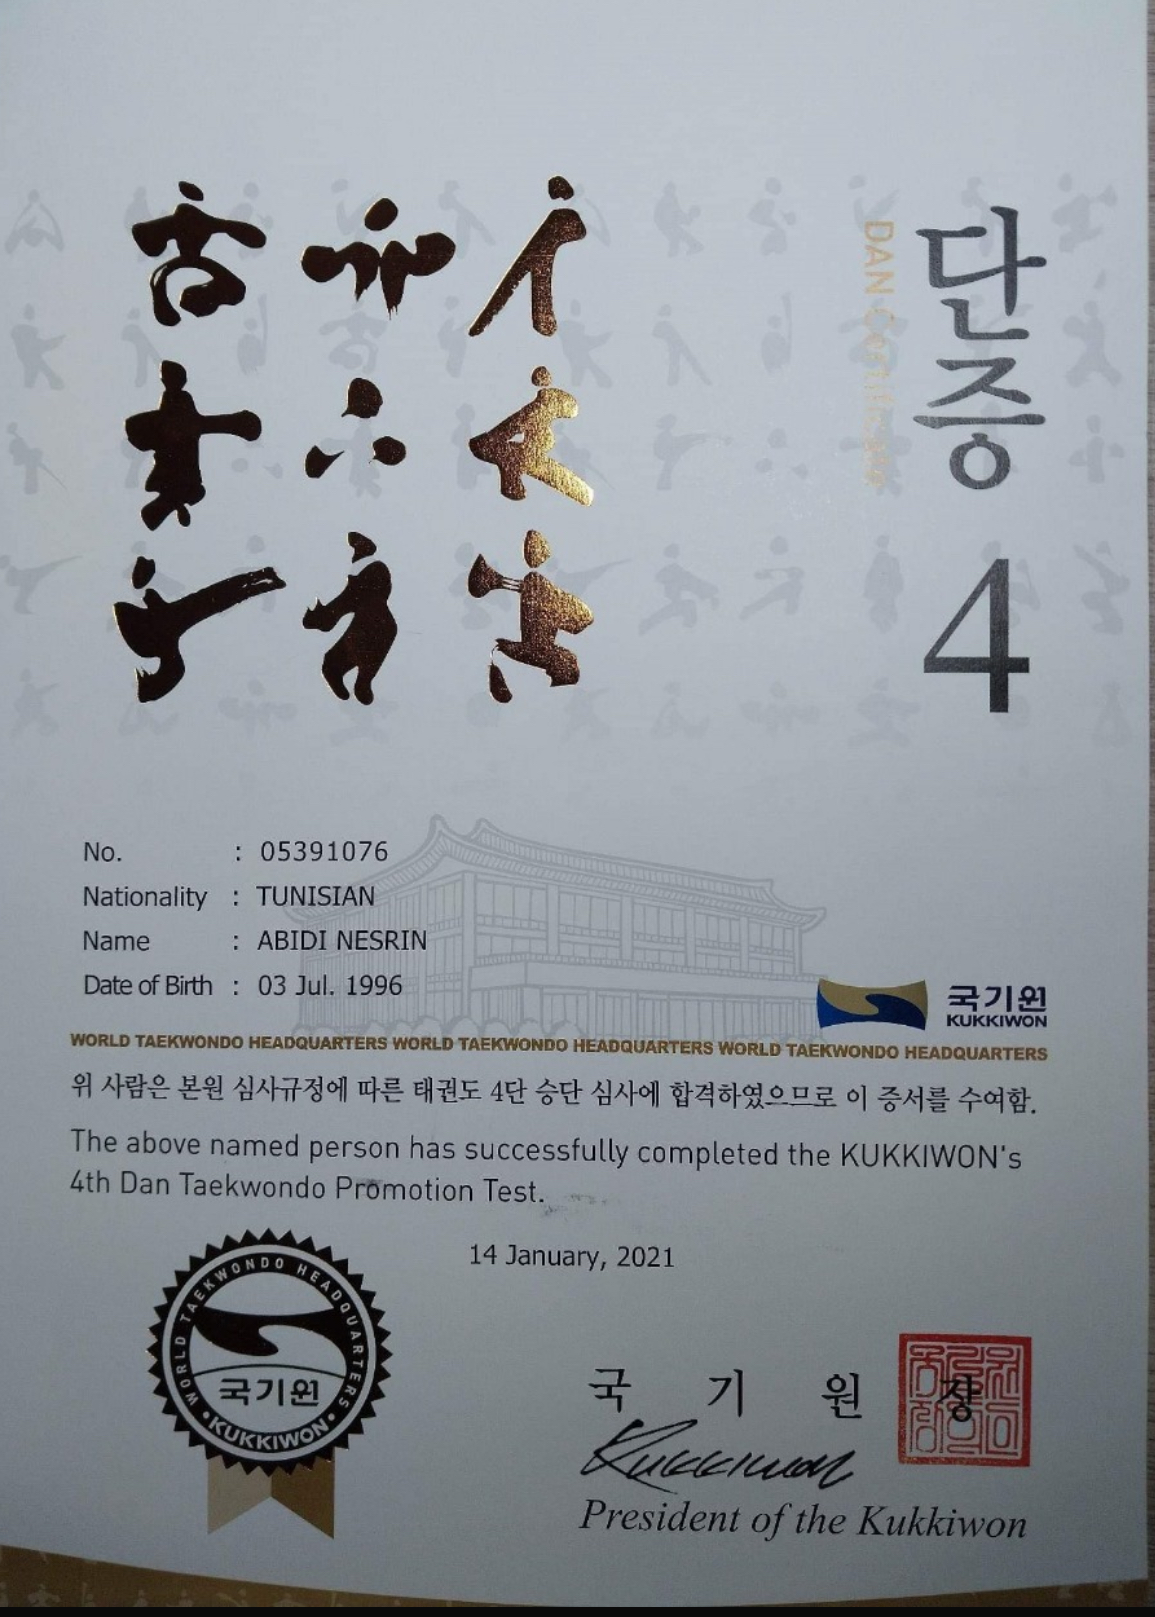 단증
DAN Certificate
4
No. : 05391076
Nationality : TUNISIAN
Name : ABIDI NESRIN
Date of Birth : 03 Jul. 1996
국기원
KUKKIWON
WORLD TAEKWONDO HEADQUARTERS WORLD TAEKWONDO HEADQUARTERS WORLD TAEKWONDO HEADQUARTERS
위 사람은 본원 심사규정에 따른 태권도 4단 승단 심사에 합격하였으므로 이 증서를 수여함.
The above named person has successfully completed the KUKKIWON's
4th Dan Taekwondo Promotion Test.
14 January, 2021
WORLD TAEKWONDO HEADQUARTERS
국기원
KUKKIWON
국 기 원 장
Kukkiwon
President of the Kukkiwon